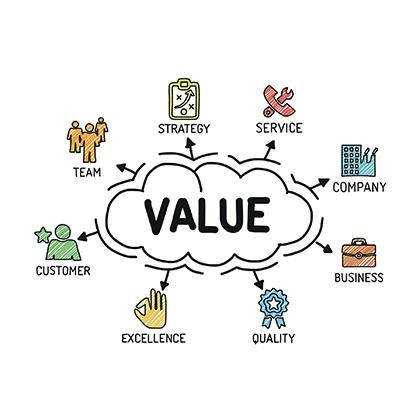 STRATEGY
SERVICE
TEAM
COMPANY
VALUE
CUSTOMER
BUSINESS
EXCELLENCE
QUALITY